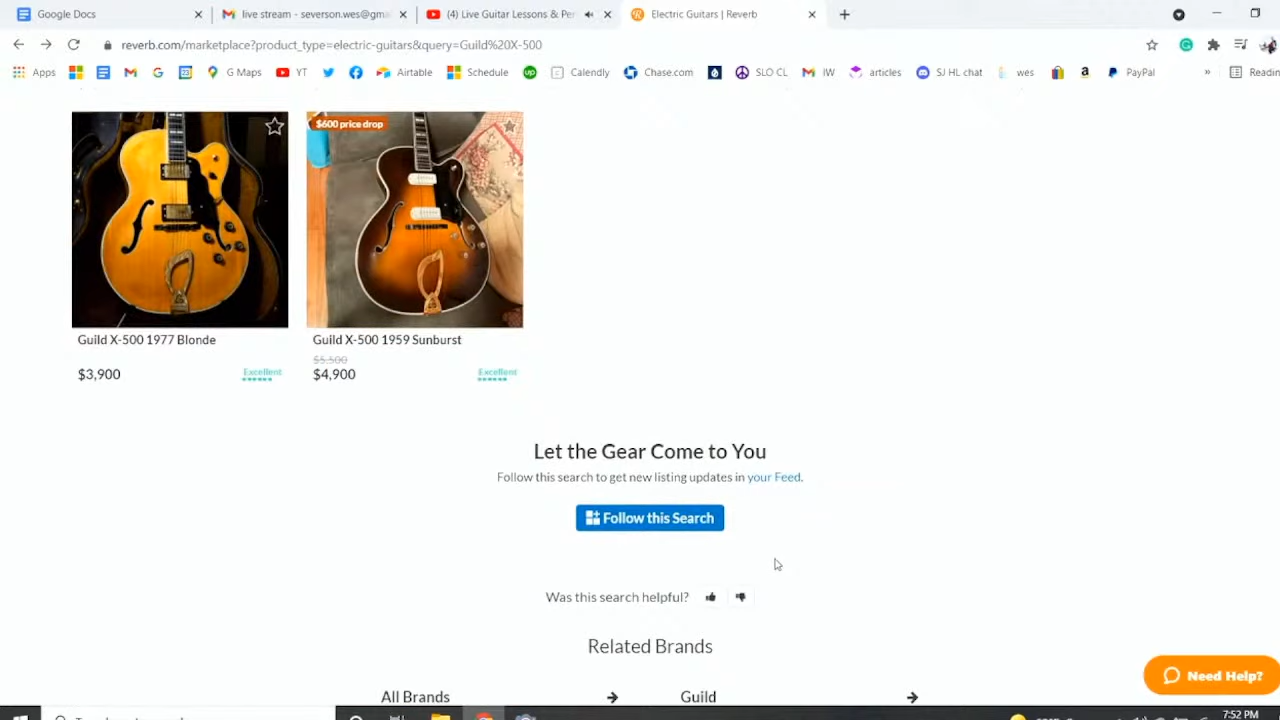 Google Docs
live stream - severson.wes@gma
(4) Live Guitar Lessons & Per
Electric Guitars | Reverb
reverb.com/marketplace?product_type=electric-guitars&query=Guild%20X-500
Apps
G Maps
YT
Airtable
Schedule
Calendly
Chase.com
SLO CL
IW
articles
SJ HL chat
wes
PayPal
»
Readin
$600 price drop
Guild X-500 1977 Blonde
Guild X-500 1959 Sunburst
$5,500
$3,900
Excellent
$4,900
Excellent
Let the Gear Come to You
Follow this search to get new listing updates in your Feed.
Follow this Search
Was this search helpful?
Related Brands
Need Help?
All Brands
Guild
7:52 PM